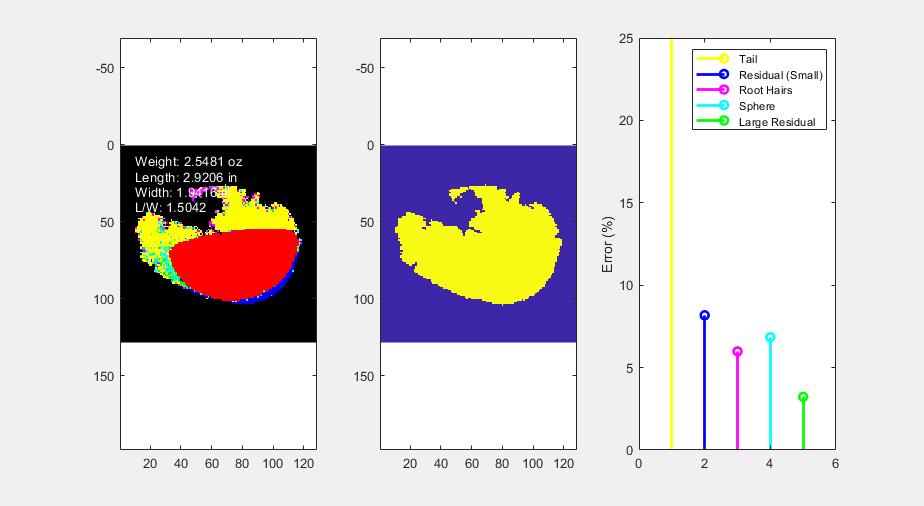 -50
0
50
100
150
20 40 60 80 100 120
Weight: 2.5481 oz
Length: 2.9206 in
Width: 1.9416 in
L/W: 1.5042
-50
0
50
100
150
20 40 60 80 100 120
Error (%)
25
20
15
10
5
0
0 2 4 6
Tail
Residual (Small)
Root Hairs
Sphere
Large Residual